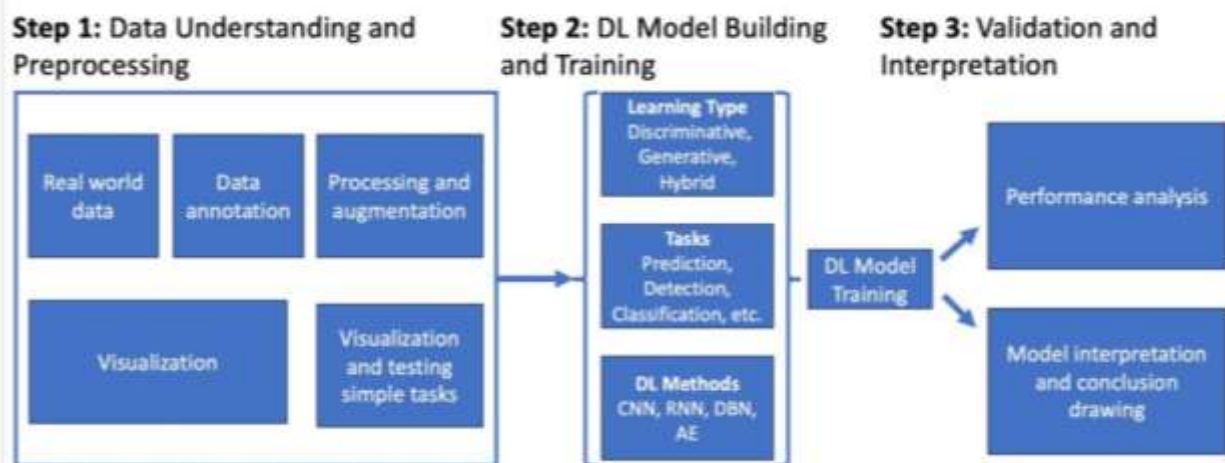 Step 1: Data Understanding and
Preprocessing
Real world
data
Data
annotation
Processing and
augmentation
Visualization
Visualization
and testing
simple tasks
Step 2: DL Model Building
and Training
Learning Type
Discriminative,
Generative,
Hybrid
Tasks
Prediction,
Detection,
Classification, etc.
DL Methods
CNN, RNN, DBN,
AE
DL Model
Training
Step 3: Validation and
Interpretation
Performance analysis
Model interpretation
and conclusion
drawing